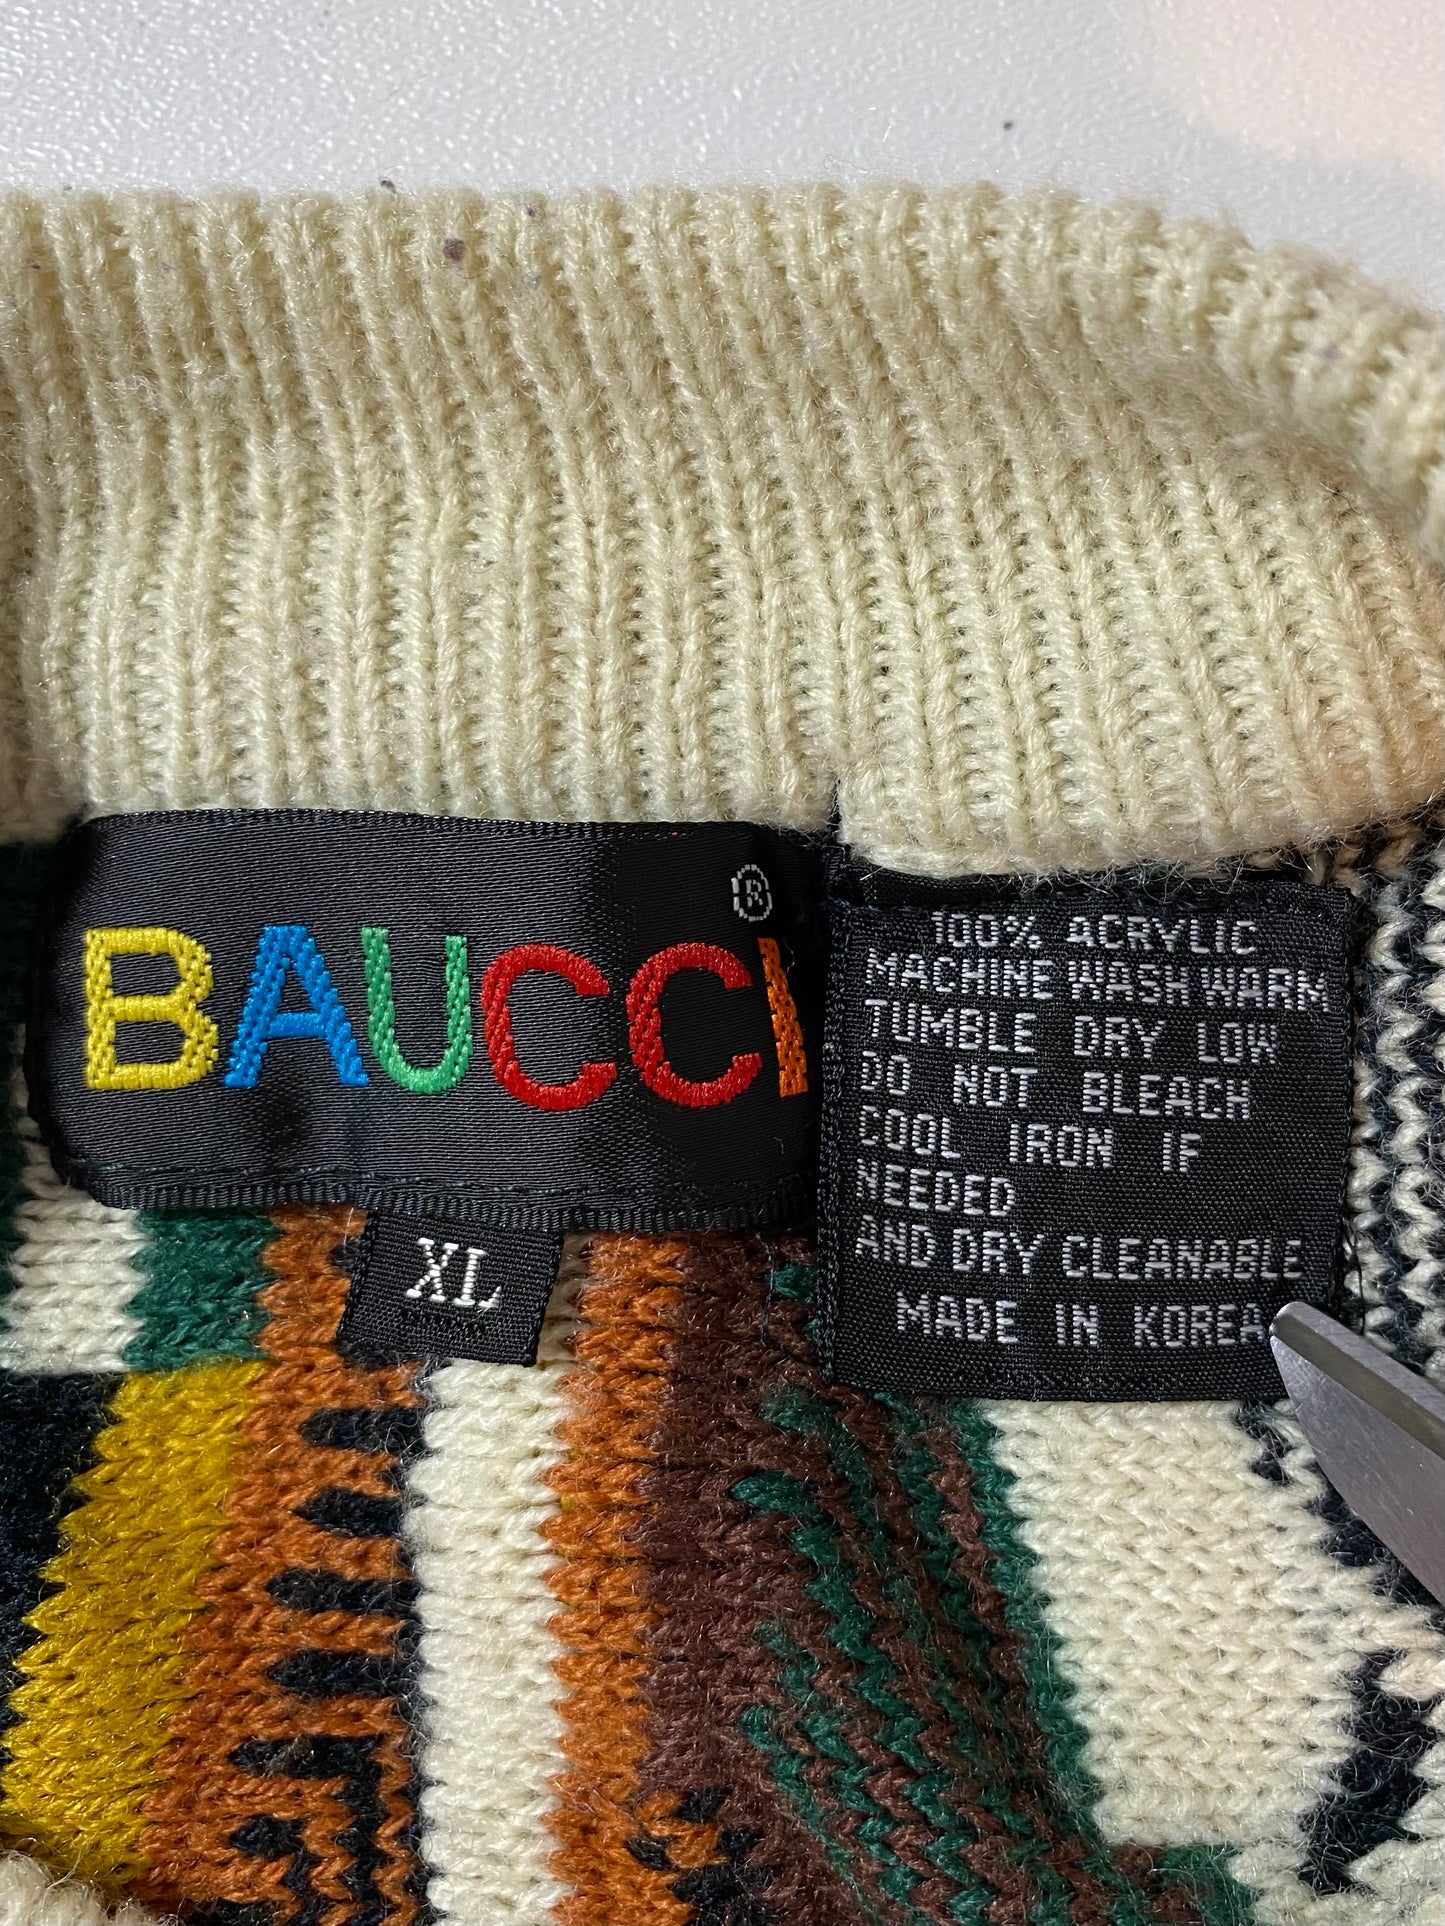 BAUCCI®
XL
100% ACRYLIC
MACHINE WASH WARM
TUMBLE DRY LOW
DO NOT BLEACH
COOL IRON IF
NEEDED
AND DRY CLEANABLE
MADE IN KOREA